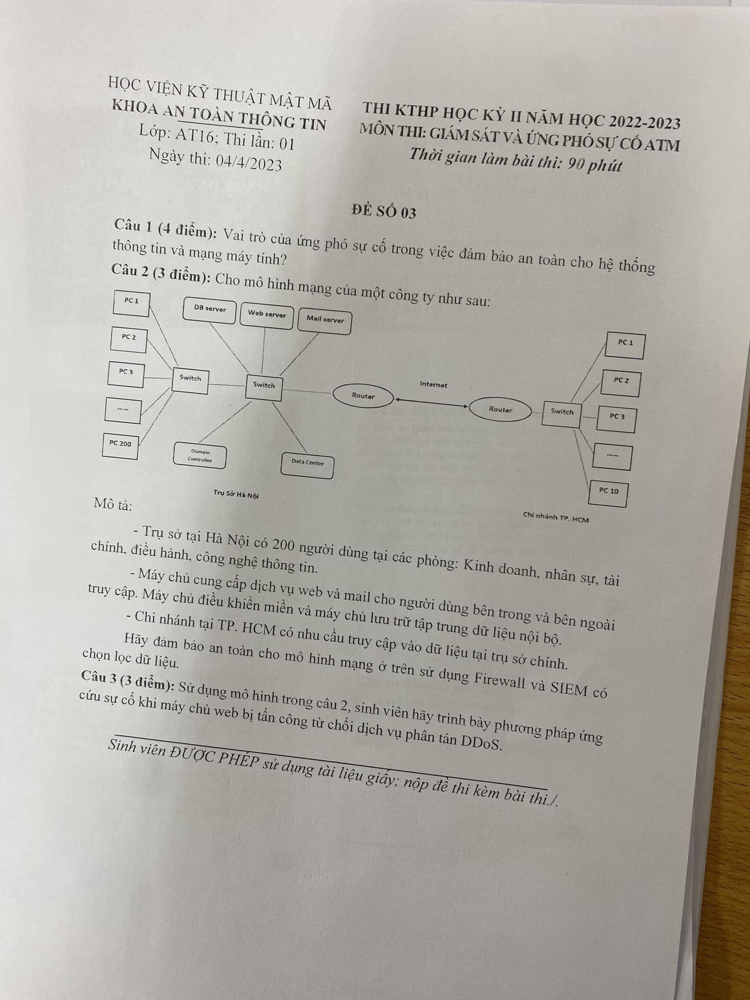 HỌC VIỆN KỸ THUẬT MẬT MÃ
KHOA AN TOÀN THÔNG TIN
Lớp: AT16; Thi lần: 01
Ngày thi: 04/4/2023
THI KTHP HỌC KỲ II NĂM HỌC 2022-2023
MÔN THI: GIÁM SÁT VÀ ỨNG PHÓ SỰ CỐ ATM
Thời gian làm bài thi: 90 phút
ĐỀ SỐ 03
Câu 1 (4 điểm): Vai trò của ứng phó sự cố trong việc đảm bảo an toàn cho hệ thống
thông tin và mạng máy tính?
Câu 2 (3 điểm): Cho mô hình mạng của một công ty như sau:
PC 1
PC 2
PC 3
......
PC 200
DB server
Web server
Mail server
Switch
Switch
Domain
Controller
Data Center
Router
Internet
Router
Switch
PC 1
PC 2
PC 3
......
PC 10
Trụ Sở Hà Nội
Chi nhánh TP. HCM
Mô tả:
- Trụ sở tại Hà Nội có 200 người dùng tại các phòng: Kinh doanh, nhân sự, tài
chính, điều hành, công nghệ thông tin.
- Máy chủ cung cấp dịch vụ web và mail cho người dùng bên trong và bên ngoài
truy cập. Máy chủ điều khiển miền và máy chủ lưu trữ tập trung dữ liệu nội bộ.
- Chi nhánh tại TP. HCM có nhu cầu truy cập vào dữ liệu tại trụ sở chính.
Hãy đảm bảo an toàn cho mô hình mạng ở trên sử dụng Firewall và SIEM có
chọn lọc dữ liệu.
Câu 3 (3 điểm): Sử dụng mô hình trong câu 2, sinh viên hãy trình bày phương pháp ứng
cứu sự cố khi máy chủ web bị tấn công từ chối dịch vụ phân tán DDoS.
Sinh viên ĐƯỢC PHÉP sử dụng tài liệu giấy; nộp đề thi kèm bài thi./.